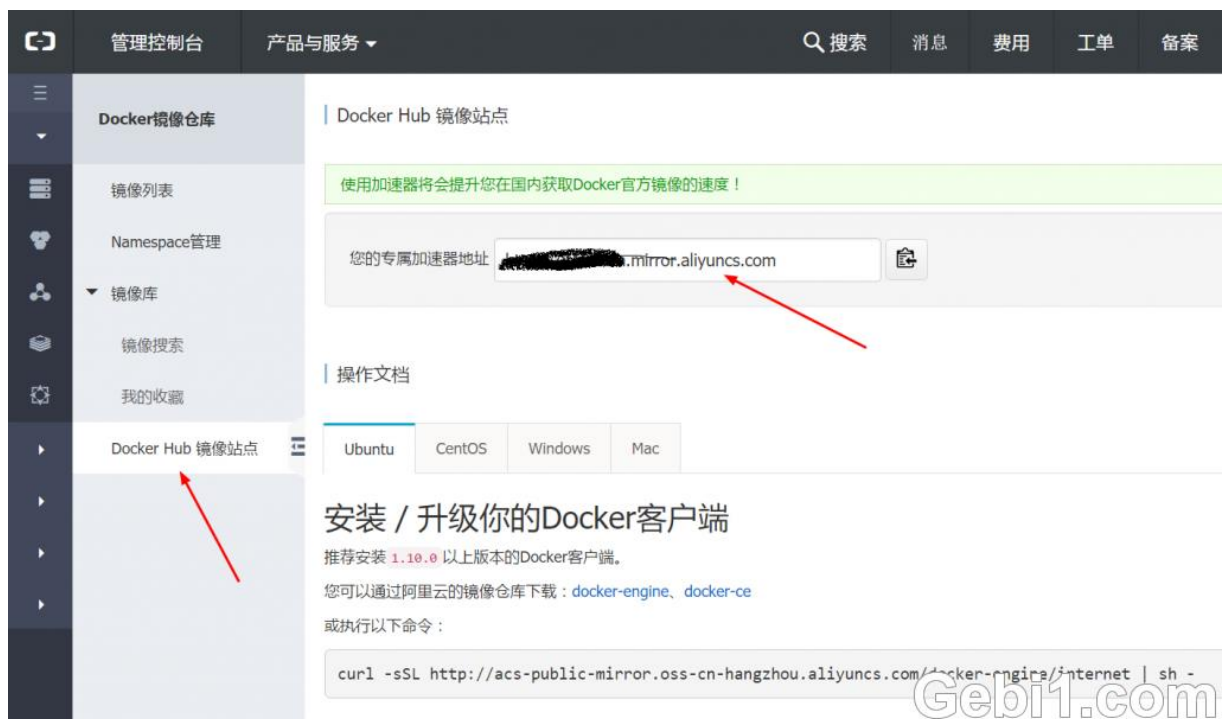 管理控制台 产品与服务 搜索 消息 费用 工单 备案
Docker镜像仓库
镜像列表
Namespace管理
镜像库
镜像搜索
我的收藏
Docker Hub 镜像站点
Docker Hub 镜像站点
使用加速器将会提升您在国内获取Docker官方镜像的速度！
您的专属加速器地址 .mirror.aliyuncs.com
操作文档
Ubuntu CentOS Windows Mac
安装 / 升级你的Docker客户端
推荐安装 1.10.0 以上版本的Docker客户端。
您可以通过阿里云的镜像仓库下载：docker-engine、docker-ce
或执行以下命令：
curl -sSL http://acs-public-mirror.oss-cn-hangzhou.aliyuncs.com/docker-engine/internet | sh -
Gebi1.com